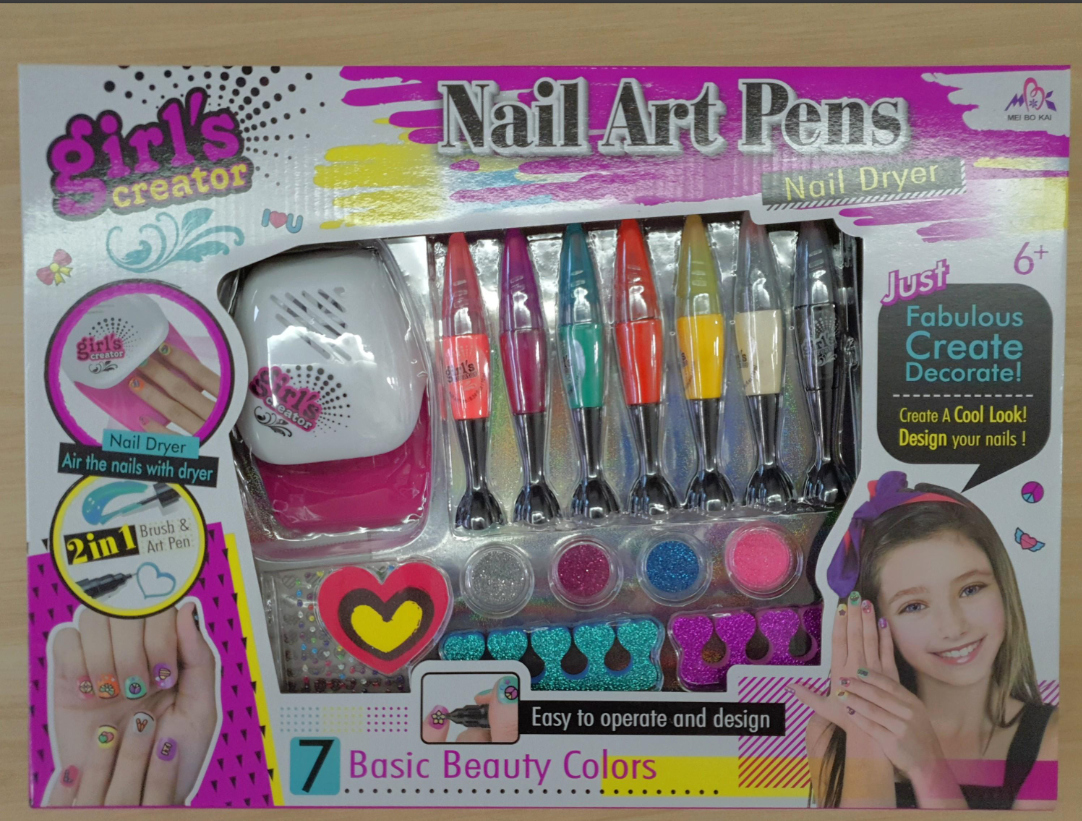 girl's
creator
Nail Art Pens
Nail Dryer
MEI BO KAI
I U
6+
Just
Fabulous
Create
Decorate!
Create A Cool Look!
Design your nails !
girl's
creator
Nail Dryer
Air the nails with dryer
2in1 Brush &
Art Pen
girl's
creator
girl's
Easy to operate and design
7 Basic Beauty Colors